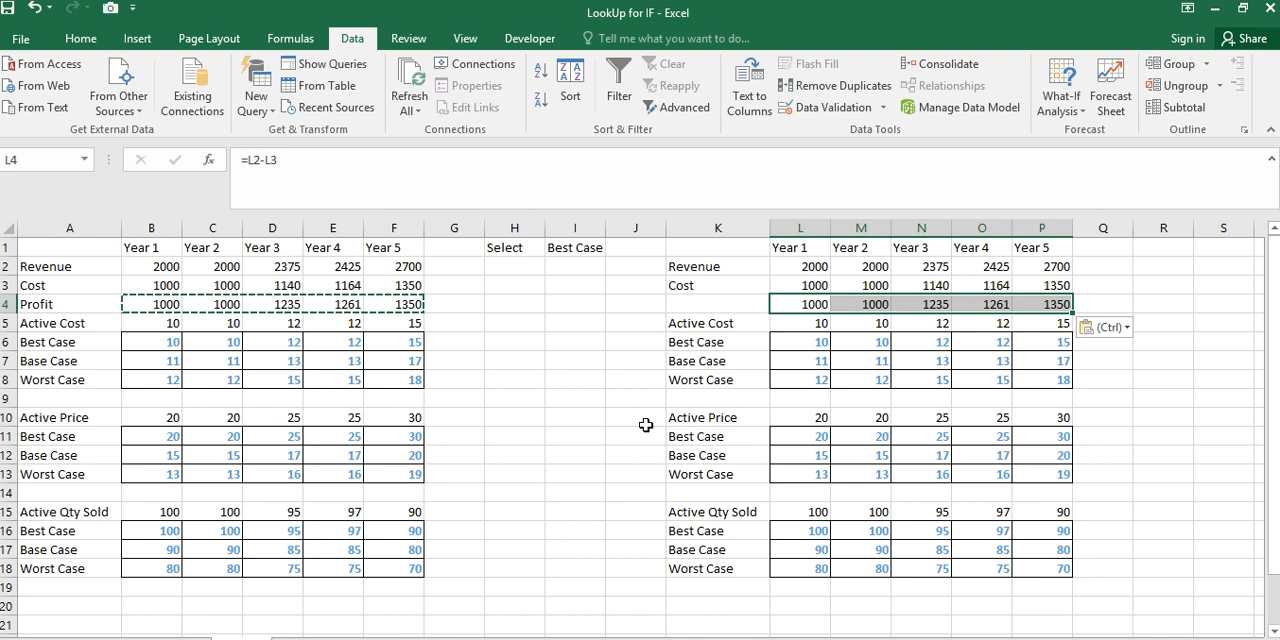 LookUp for IF - Excel
File Home Insert Page Layout Formulas Data Review View Developer Tell me what you want to do... Sign in Share
From Access
From Web
From Text
From Other Sources
Existing Connections
Get External Data
New Query
Show Queries
From Table
Recent Sources
Get & Transform
Refresh All
Connections
Properties
Edit Links
Connections
Sort
Filter
Clear
Reapply
Advanced
Sort & Filter
Text to Columns
Flash Fill
Remove Duplicates
Data Validation
Consolidate
Relationships
Manage Data Model
Data Tools
What-If Analysis
Forecast Sheet
Forecast
Group
Ungroup
Subtotal
Outline
L4 fx =L2-L3
A B C D E F G H I J K L M N O P Q R S
1 Year 1 Year 2 Year 3 Year 4 Year 5 Select Best Case Year 1 Year 2 Year 3 Year 4 Year 5
2 Revenue 2000 2000 2375 2425 2700 Revenue 2000 2000 2375 2425 2700
3 Cost 1000 1000 1140 1164 1350 Cost 1000 1000 1140 1164 1350
4 Profit 1000 1000 1235 1261 1350 1000 1000 1235 1261 1350
5 Active Cost 10 10 12 12 15 Active Cost 10 10 12 12 15 (Ctrl)
6 Best Case 10 10 12 12 15 Best Case 10 10 12 12 15
7 Base Case 11 11 13 13 17 Base Case 11 11 13 13 17
8 Worst Case 12 12 15 15 18 Worst Case 12 12 15 15 18
9
10 Active Price 20 20 25 25 30 Active Price 20 20 25 25 30
11 Best Case 20 20 25 25 30 Best Case 20 20 25 25 30
12 Base Case 15 15 17 17 20 Base Case 15 15 17 17 20
13 Worst Case 13 13 16 16 19 Worst Case 13 13 16 16 19
14
15 Active Qty Sold 100 100 95 97 90 Active Qty Sold 100 100 95 97 90
16 Best Case 100 100 95 97 90 Best Case 100 100 95 97 90
17 Base Case 90 90 85 85 80 Base Case 90 90 85 85 80
18 Worst Case 80 80 75 75 70 Worst Case 80 80 75 75 70
19
20
21